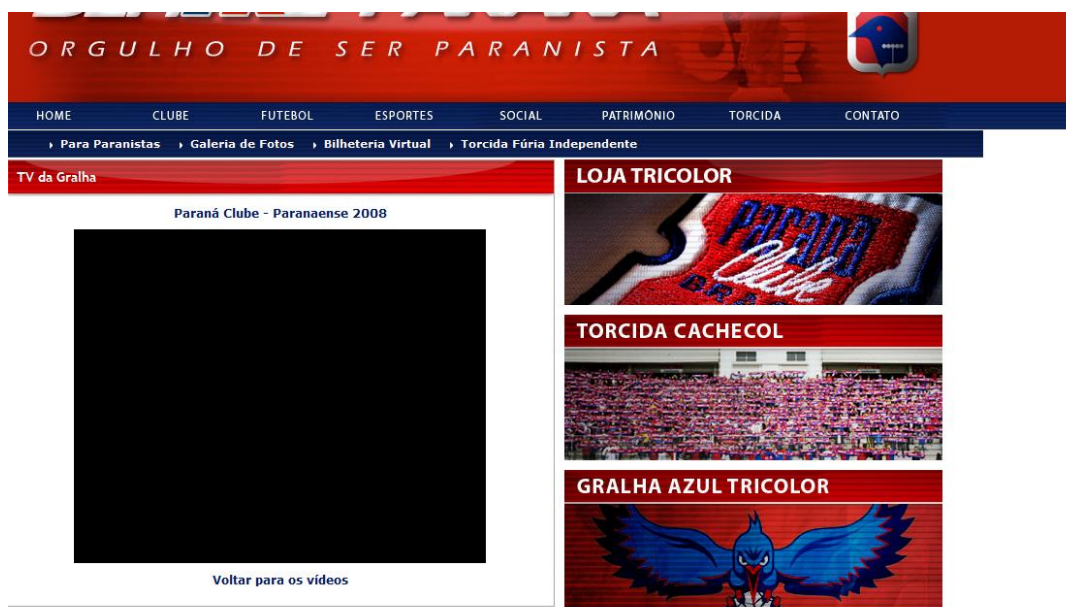 PARANÁ
ORGULHO DE SER PARANISTA
HOME CLUBE FUTEBOL ESPORTES SOCIAL PATRIMÔNIO TORCIDA CONTATO
Para Paranistas Galeria de Fotos Bilheteria Virtual Torcida Fúria Independente
TV da Gralha
Paraná Clube - Paranaense 2008
Voltar para os vídeos
LOJA TRICOLOR
Paraná
Clube
TORCIDA CACHECOL
GRALHA AZUL TRICOLOR